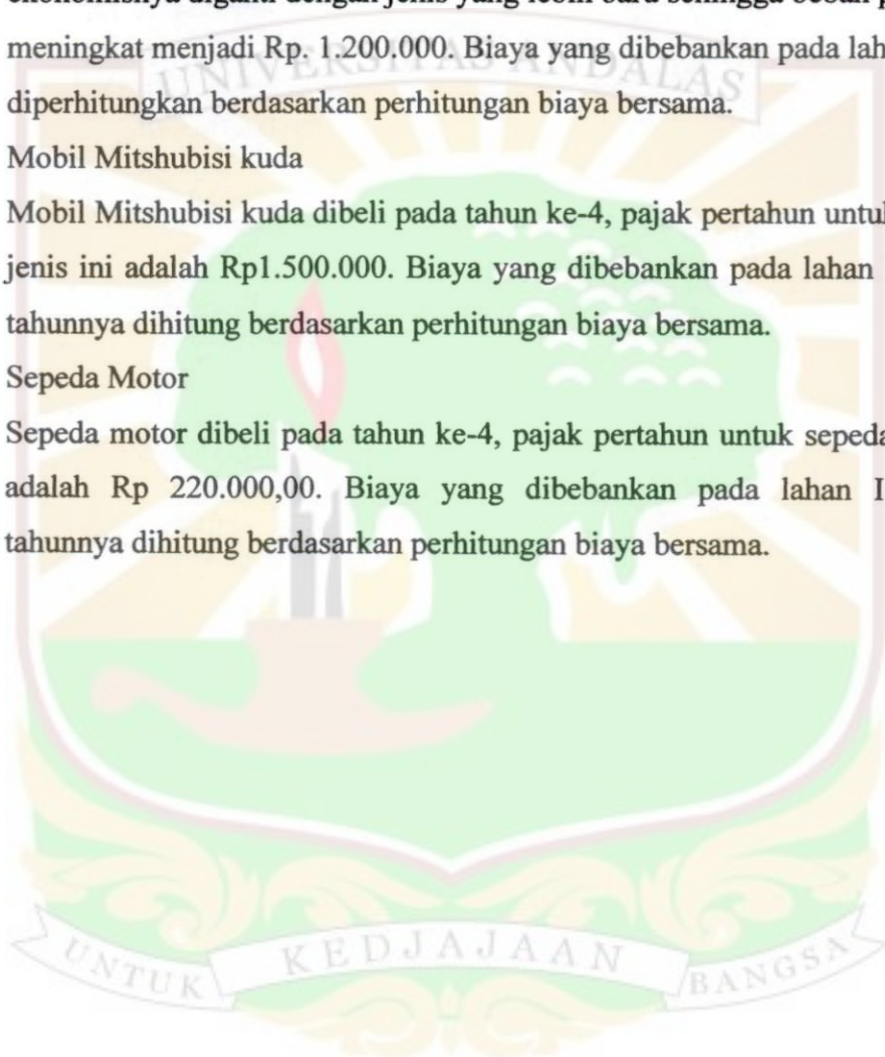 meningkat menjadi Rp. 1.200.000. Biaya yang dibebankan pada lah
UNIVERSITAS ANDALAS
diperhitungkan berdasarkan perhitungan biaya bersama.
Mobil Mitshubisi kuda
Mobil Mitshubisi kuda dibeli pada tahun ke-4, pajak pertahun untuk
jenis ini adalah Rp1.500.000. Biaya yang dibebankan pada lahan
tahunnya dihitung berdasarkan perhitungan biaya bersama.
Sepeda Motor
Sepeda motor dibeli pada tahun ke-4, pajak pertahun untuk sepeda
adalah Rp 220.000,00. Biaya yang dibebankan pada lahan I
tahunnya dihitung berdasarkan perhitungan biaya bersama.
UNTUK KEDJAJAAN BANGSA